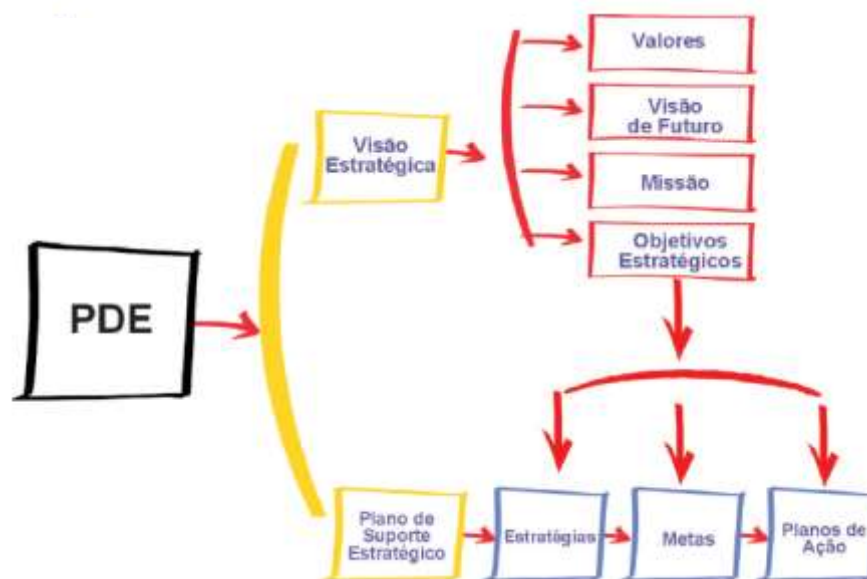 Valores
Visão
de Futuro
Visão
Estratégica
Missão
Objetivos
Estratégicos
PDE
Plano de
Suporte
Estratégico
Estratégias
Metas
Planos de
Ação